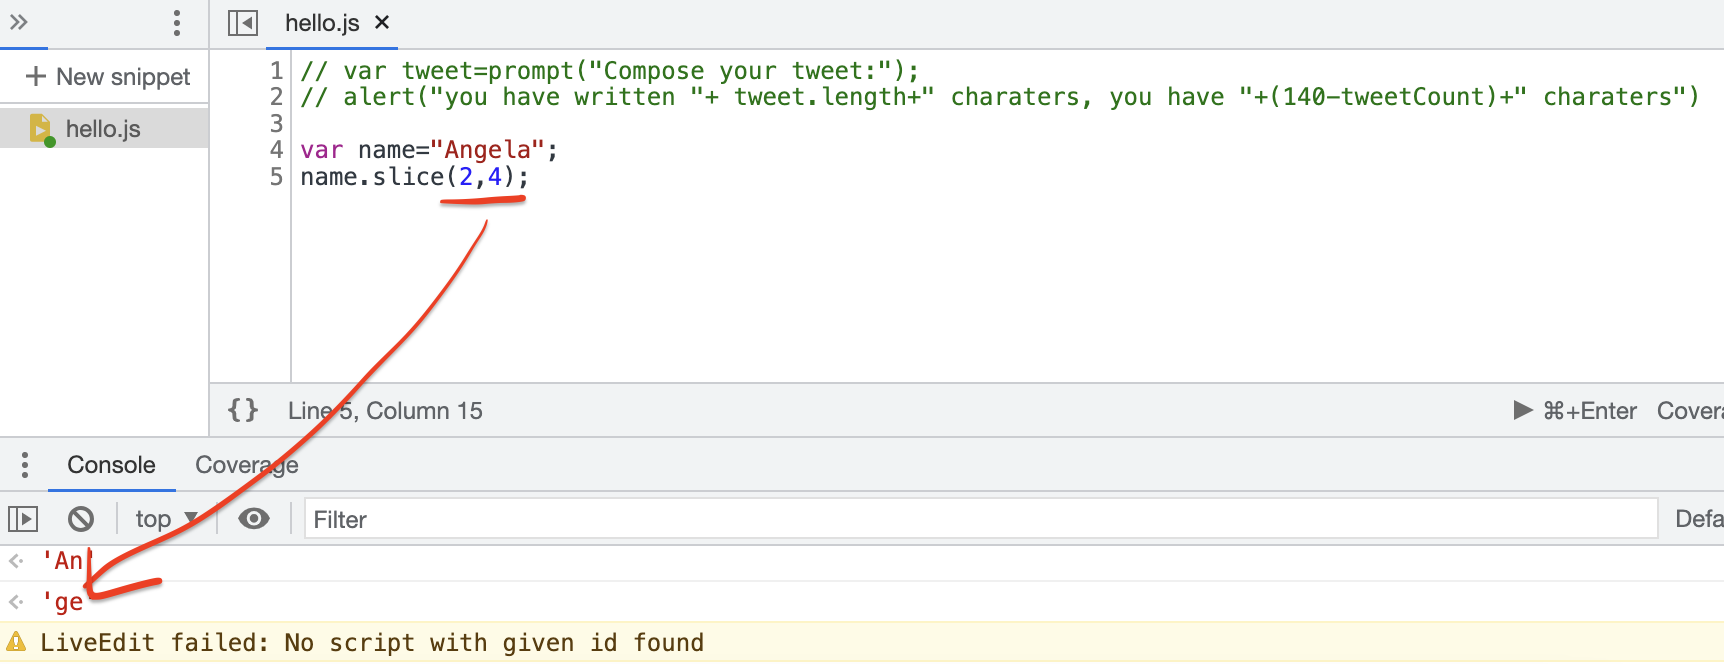 hello.js ×
+ New snippet
hello.js
1 // var tweet=prompt("Compose your tweet:");
2 // alert("you have written "+ tweet.length+" charaters, you have "+(140-tweetCount)+" charaters")
3
4 var name="Angela";
5 name.slice(2,4);
{} Line 5, Column 15
⌘+Enter Covera
Console Coverage
top ▼ Filter Defa
'An'
'ge'
LiveEdit failed: No script with given id found